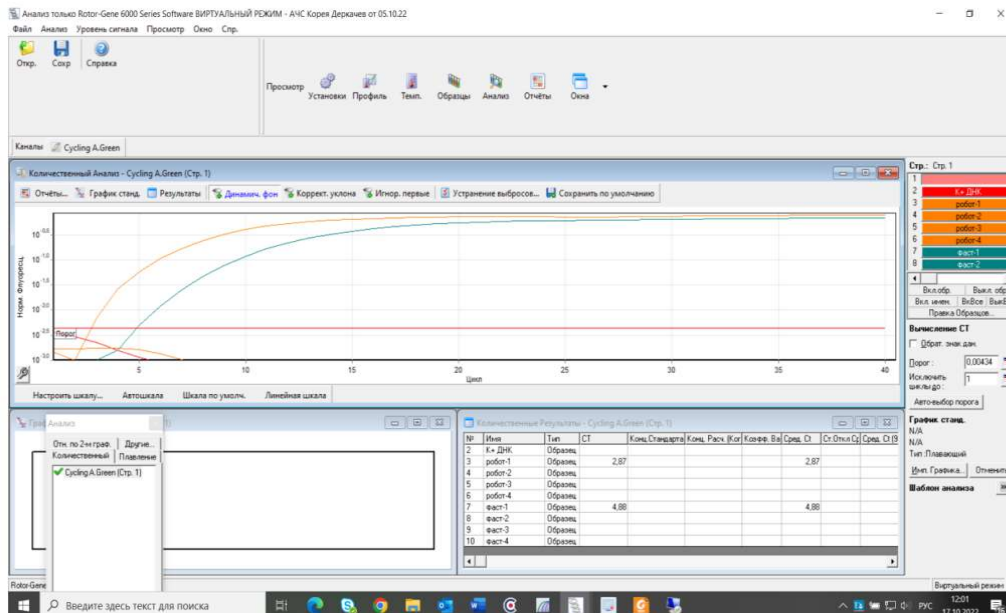 Анализ только Rotor-Gene 6000 Series Software ВИРТУАЛЬНЫЙ РЕЖИМ - АЧС Корея Деркачев от 05.10.22
Файл Анализ Уровень сигнала Просмотр Окно Спр.
Откр. Сохр Справка
Просмотр Установки Профиль Темп. Образцы Анализ Отчёты Окна
Каналы Cycling A.Green
Количественный Анализ - Cycling A.Green (Стр. 1)
Отчёты... График станд. Результаты Динамич. фон Коррект. уклона Игнор. первые Устранение выбросов... Сохранить по умолчанию
Норм. Флуоресц.
Порог
5 10 15 20 25 30 35 40
Цикл
Настроить шкалу... Автошкала Шкала по умолч. Линейная шкала
Стр.: Стр. 1
1
2 К+ ДНК
3 робот-1
4 робот-2
5 робот-3
6 робот-4
7 Фаст-1
8 Фаст-2
Вкл.обр. Выкл. обр
Вкл. имен. ВкВсе
Правка Образцов...
Вычисление CT
Обрат. знак дан.
Порог : 0,00434
Исключить циклы до : 1
Авто-выбор порога
График станд.
N/A
N/A
Тип: Плавающий
Имп. Графика... Отменить
Шаблон анализа
Анализ
Отн. по 2-м граф. Другие...
Количественный Плавление
Cycling A.Green (Стр. 1)
Количественные Результаты - Cycling A.Green (Стр. 1)
№ Имя Тип CT Конц.Стандарта Конц. Расч. (Ког Коэфф. Ва Сред. Ct Ст.Откл Сред. Ct (9
2 К+ ДНК Образец
3 робот-1 Образец 2,87 2,87
4 робот-2 Образец
5 робот-3 Образец
6 робот-4 Образец
7 Фаст-1 Образец 4,88 4,88
8 Фаст-2 Образец
9 Фаст-3 Образец
10 Фаст-4 Образец
Rotor-Gene
Виртуальный режим
Введите здесь текст для поиска
РУС
12:01
17.10.2022